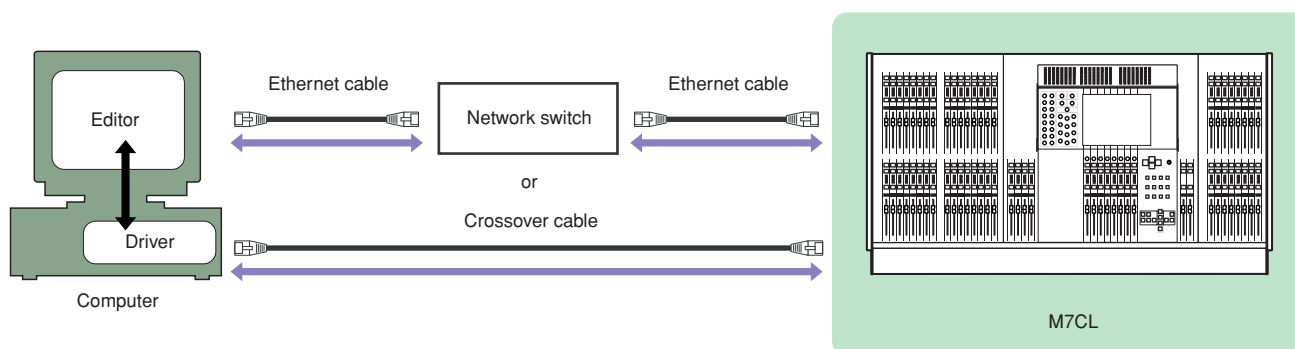 Ethernet cable
Ethernet cable
Editor
Network switch
or
Crossover cable
Driver
Computer
M7CL